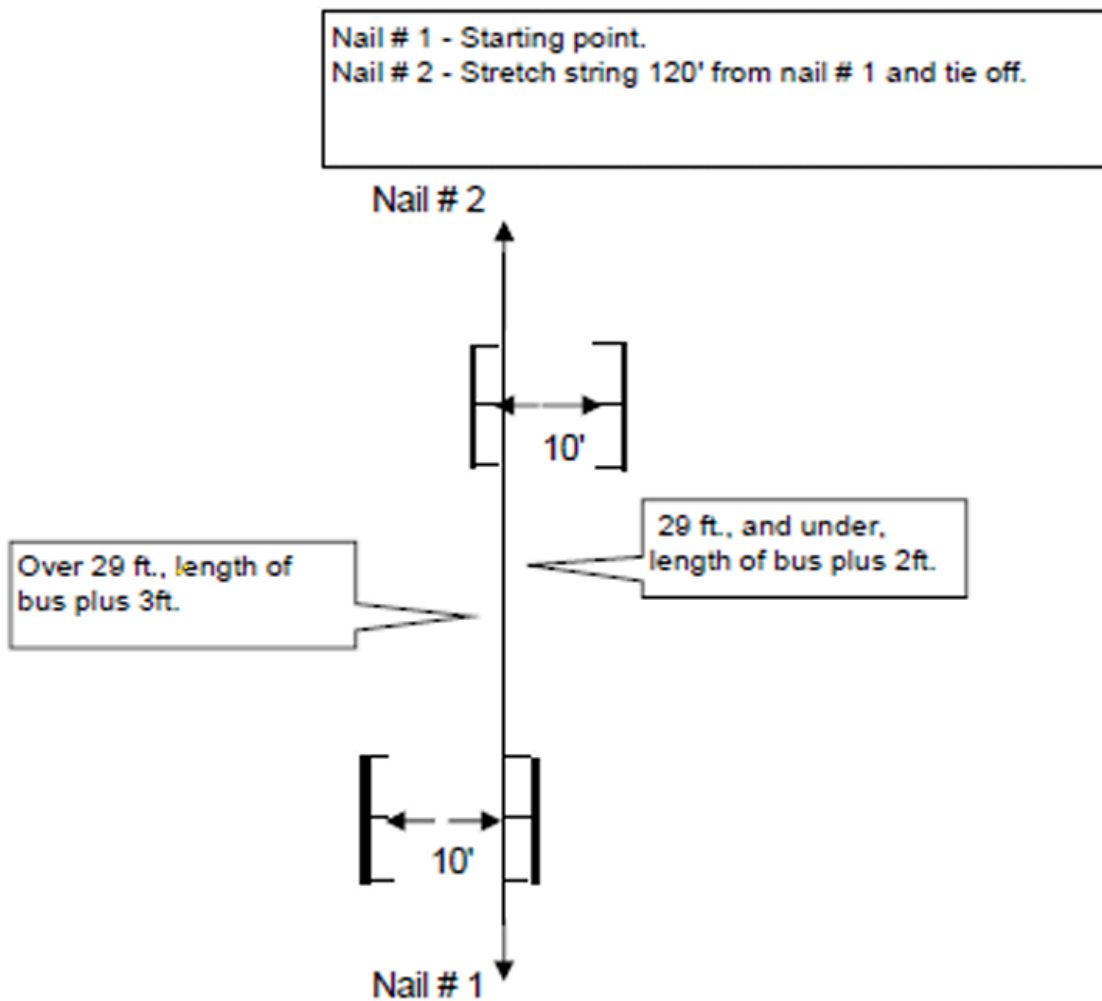 Nail # 1 - Starting point.
Nail # 2 - Stretch string 120' from nail # 1 and tie off.
Nail # 2
10'
29 ft., and under,
length of bus plus 2ft.
Over 29 ft., length of
bus plus 3ft.
10'
Nail # 1